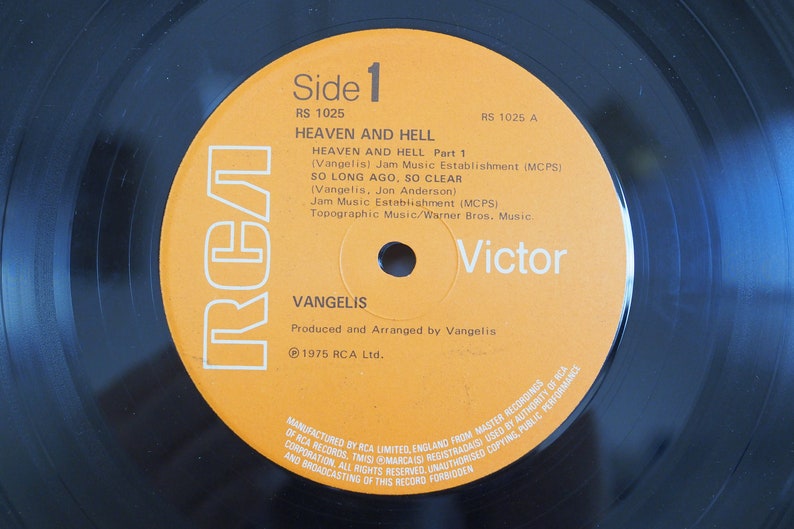 Side 1
RS 1025
RS 1025 A
HEAVEN AND HELL
HEAVEN AND HELL Part 1
(Vangelis) Jam Music Establishment (MCPS)
SO LONG AGO, SO CLEAR
(Vangelis, Jon Anderson)
Jam Music Establishment (MCPS)
Topographic Music/Warner Bros. Music.
RCA
Victor
VANGELIS
Produced and Arranged by Vangelis
℗ 1975 RCA Ltd.
MANUFACTURED BY RCA LIMITED, ENGLAND FROM MASTER RECORDINGS
OF RCA RECORDS. TM(S) ® MARCA(S) REGISTRADA(S) USED BY AUTHORITY OF RCA
CORPORATION, ALL RIGHTS RESERVED. UNAUTHORISED COPYING, PUBLIC PERFORMANCE
AND BROADCASTING OF THIS RECORD FORBIDDEN